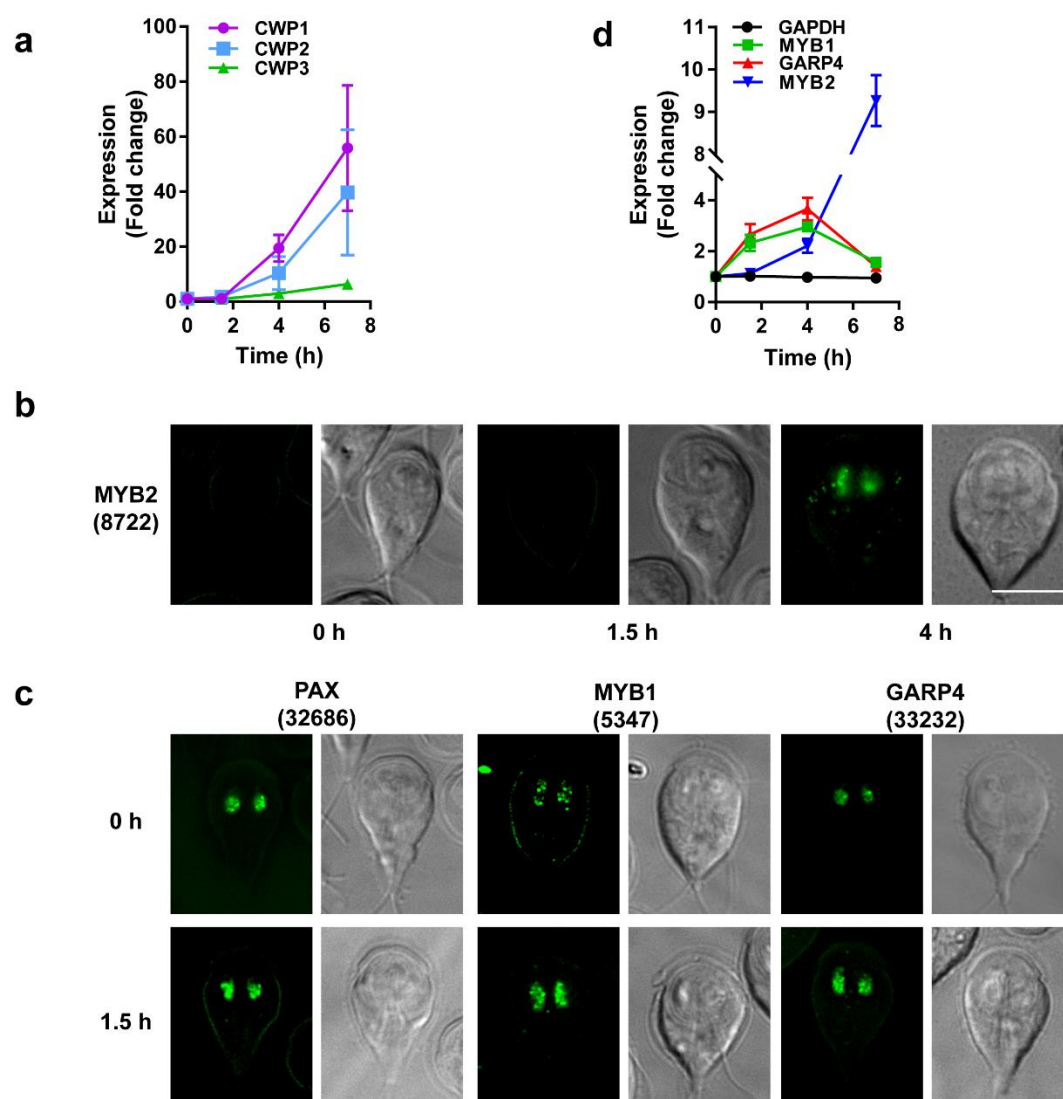 a
100
80
60
40
20
0
Expression
(Fold change)
CWP1
CWP2
CWP3
0 2 4 6 8
Time (h)
d
11
10
9
8
4
2
0
Expression
(Fold change)
GAPDH
MYB1
GARP4
MYB2
0 2 4 6 8
Time (h)
b
MYB2
(8722)
0 h 1.5 h 4 h
c
PAX MYB1 GARP4
(32686) (5347) (33232)
0 h
1.5 h